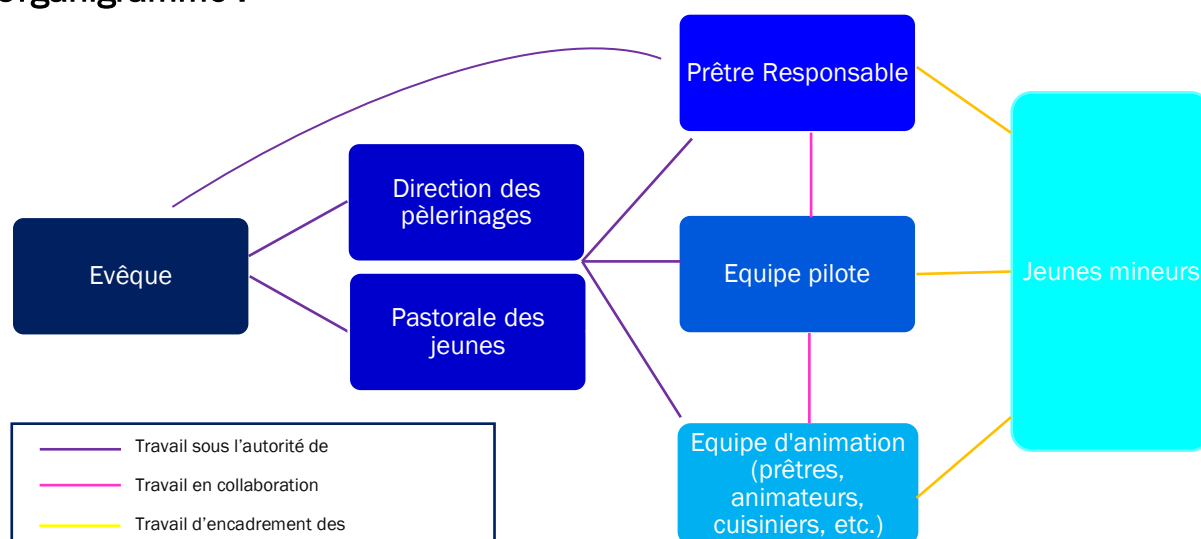 organigramme :
Prêtre Responsable
Direction des
pèlerinages
Evêque
Equipe pilote
Jeunes mineurs
Pastorale des
jeunes
Equipe d'animation
(prêtres,
animateurs,
cuisiniers, etc.)
Travail sous l'autorité de
Travail en collaboration
Travail d'encadrement des